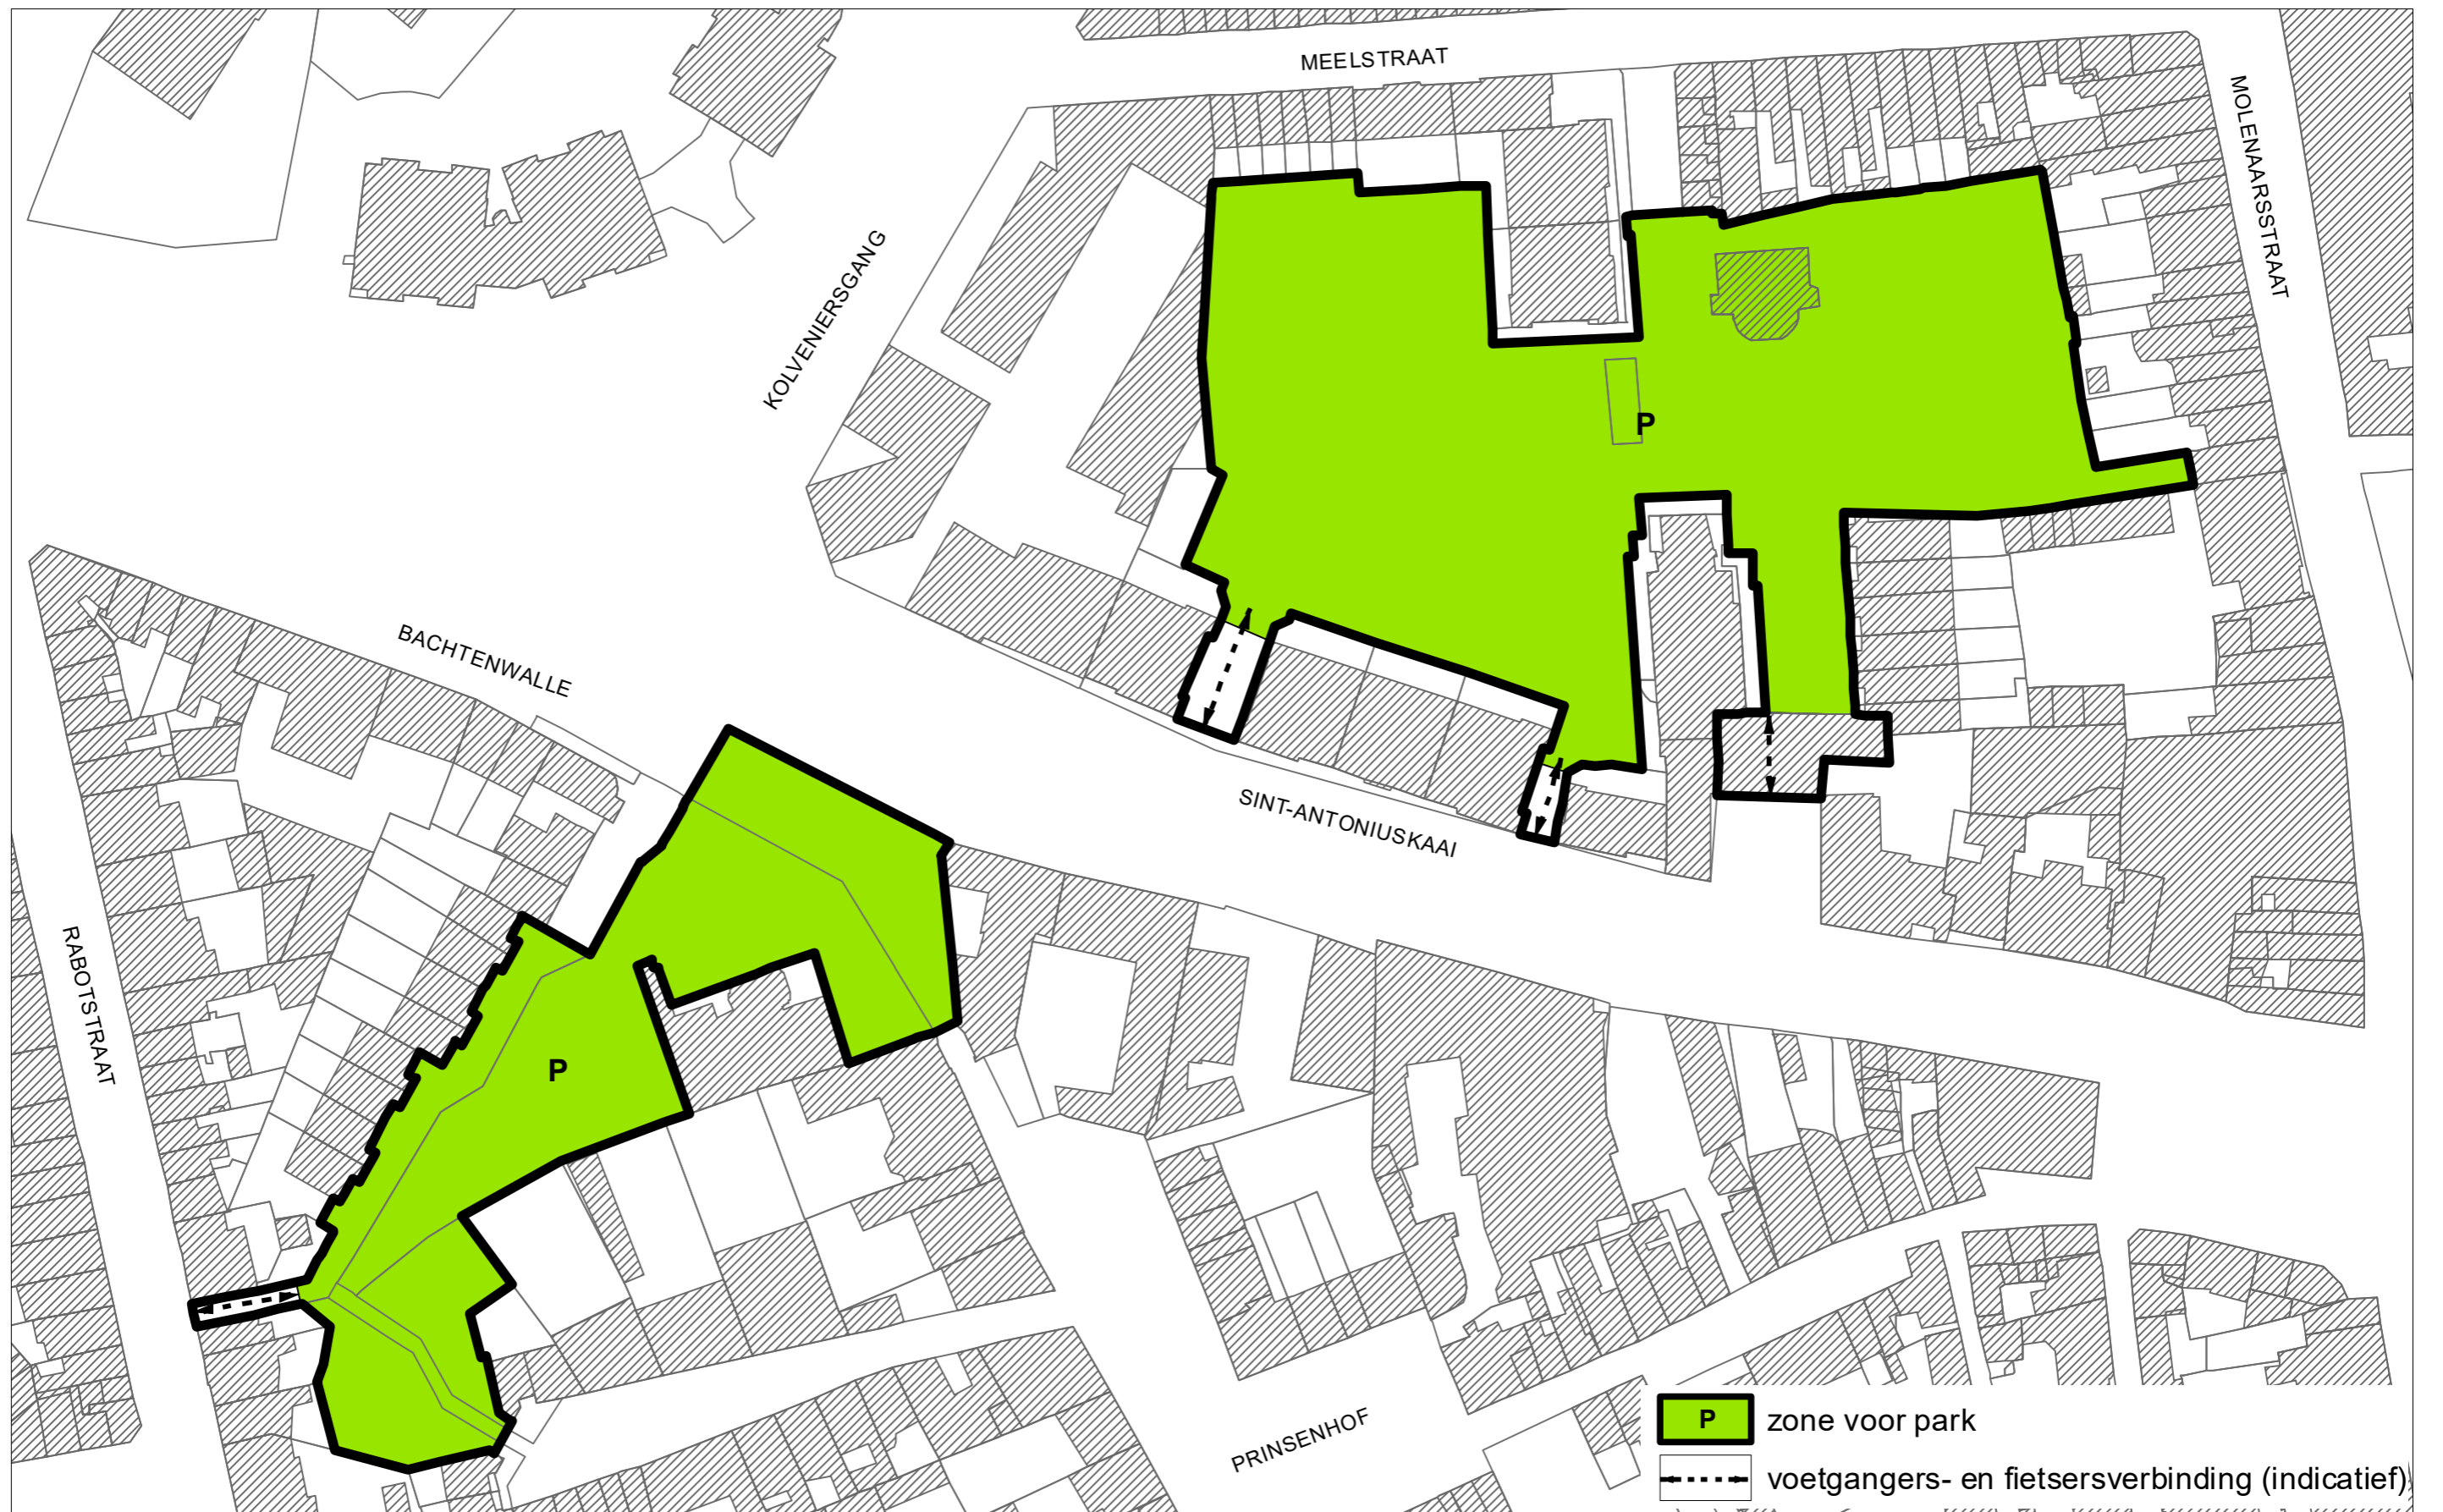 MEELSTRAAT
MOLENAARSSTRAAT
KOLVENIERSGANG
P
BACHTENWALLE
SINT-ANTONIUSKAAI
RABOTSTRAAT
P
PRINSENHOF
P zone voor park
voetgangers- en fietsersverbinding (indicatief)